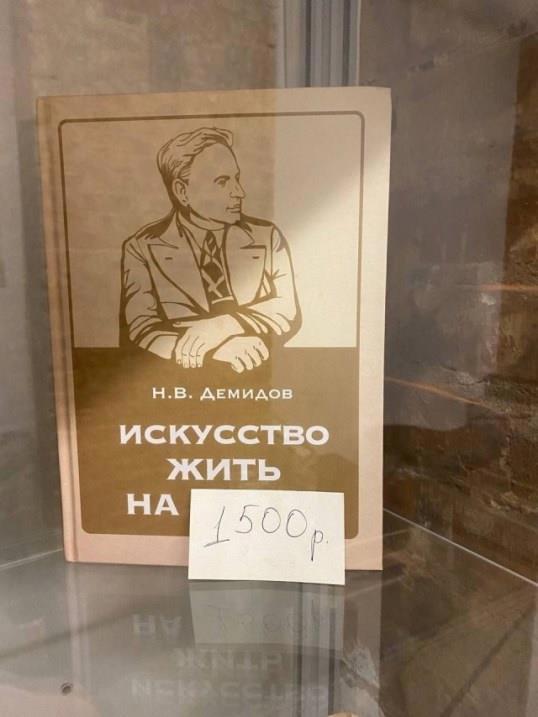 Н.В. Демидов
ИСКУССТВО
ЖИТЬ
НА
1500р.